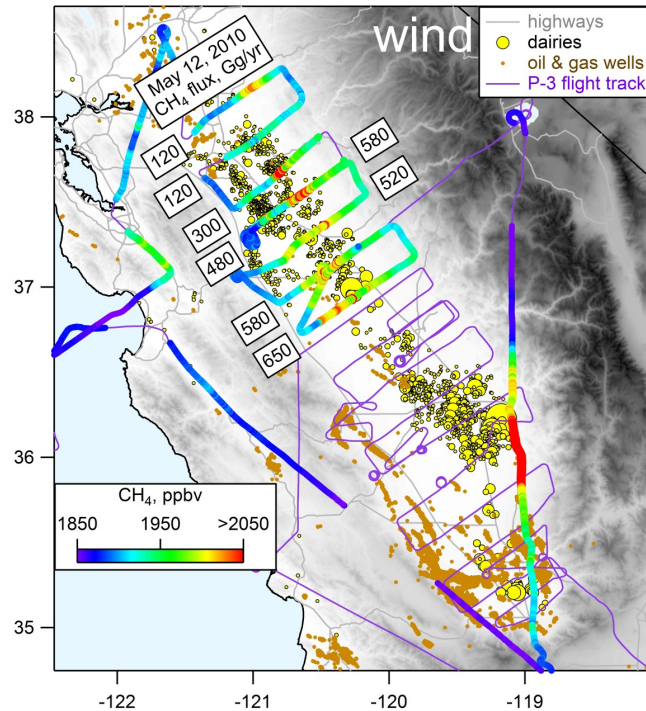 wind
highways
dairies
oil & gas wells
P-3 flight track
May 12, 2010
CH₄ flux, Gg/yr
120
120
300
480
580
650
580
520
CH₄, ppbv
1850 1950 >2050
38
37
36
35
-122 -121 -120 -119